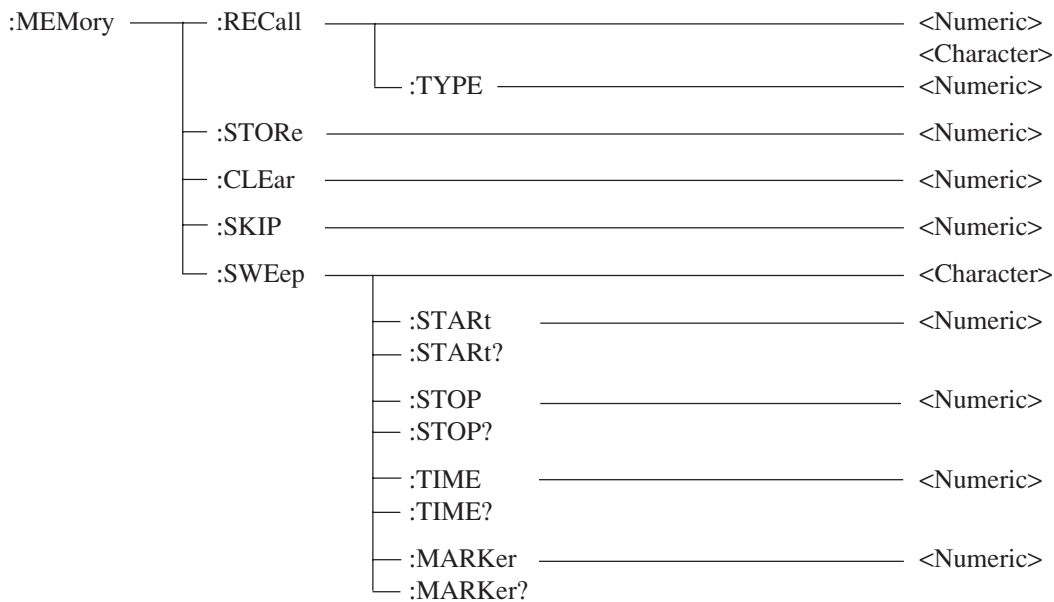 :MEMory :RECall <Numeric>
<Character>
:TYPE <Numeric>
:STORe <Numeric>
:CLEar <Numeric>
:SKIP <Numeric>
:SWEep <Character>
:STARt <Numeric>
:STARt?
:STOP <Numeric>
:STOP?
:TIME <Numeric>
:TIME?
:MARKer <Numeric>
:MARKer?